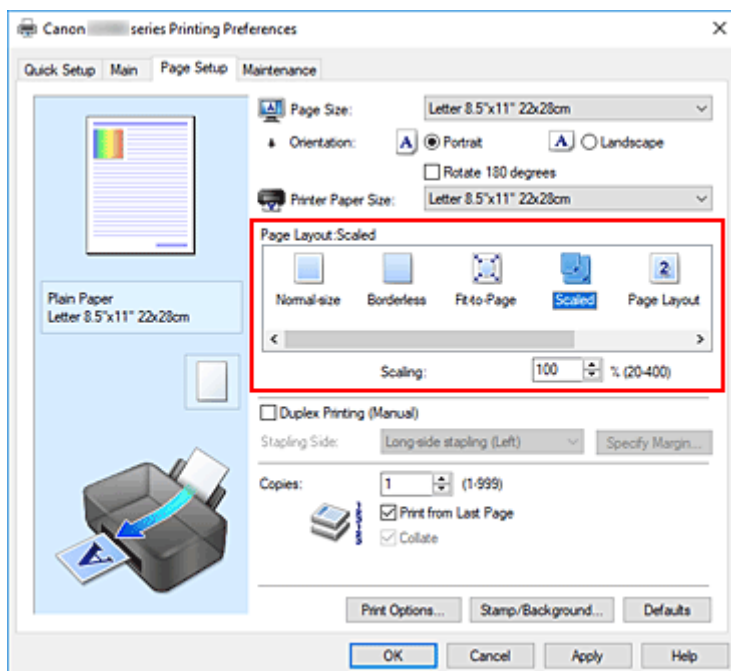 Canon series Printing Preferences
Quick Setup Main Page Setup Maintenance
Page Size: Letter 8.5"x11" 22x28cm
Orientation: A Portrait A Landscape
Rotate 180 degrees
Printer Paper Size: Letter 8.5"x11" 22x28cm
Page Layout:Scaled
2
Normal-size Borderless Fit-to-Page Scaled Page Layout
Plain Paper
Letter 8.5"x11" 22x28cm
Scaling: 100 % (20-400)
Duplex Printing (Manual)
Stapling Side: Long-side stapling (Left) Specify Margin...
Copies: 1 (1-999)
Print from Last Page
Collate
A
Print Options... Stamp/Background... Defaults
OK Cancel Apply Help